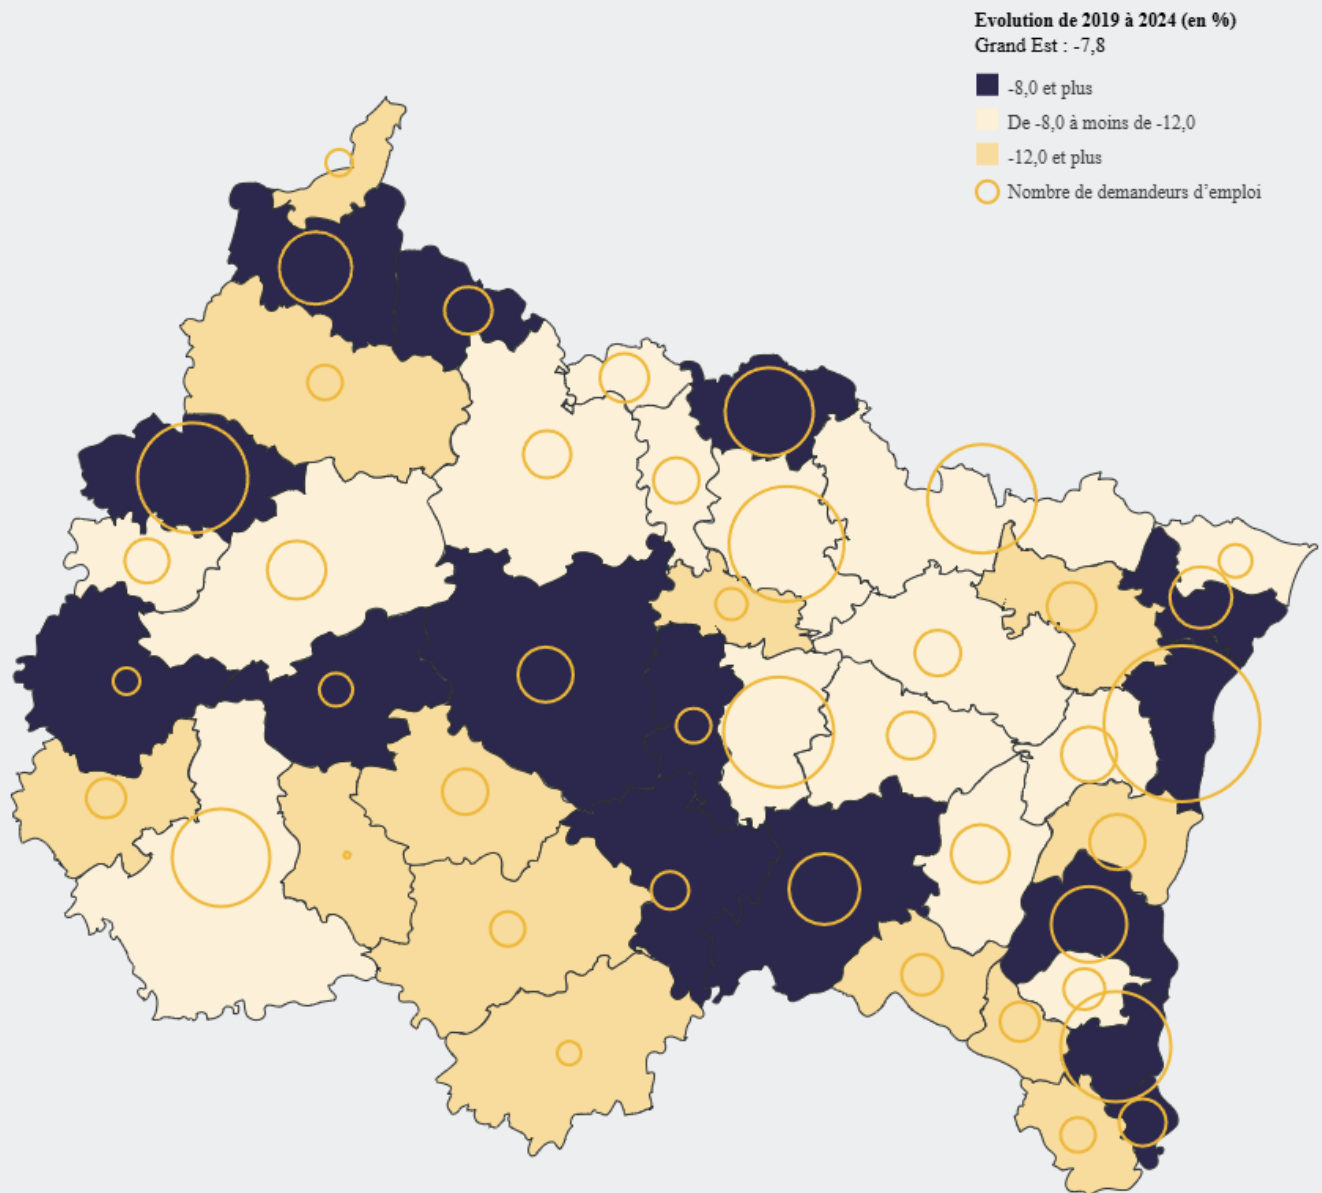 Evolution de 2019 à 2024 (en %)
Grand Est : -7,8
-8,0 et plus
De -8,0 à moins de -12,0
-12,0 et plus
Nombre de demandeurs d’emploi